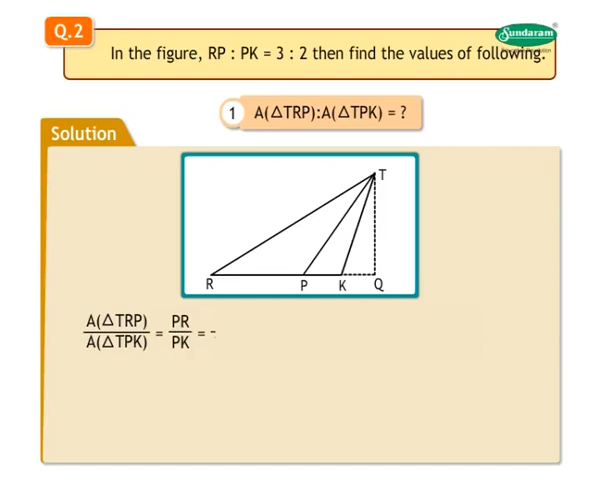 Q.2
Sundaram
In the figure, RP : PK = 3 : 2 then find the values of following.
1 A(△TRP):A(△TPK) = ?
Solution
T
R P K Q
A(△TRP) / A(△TPK) = PR / PK = -